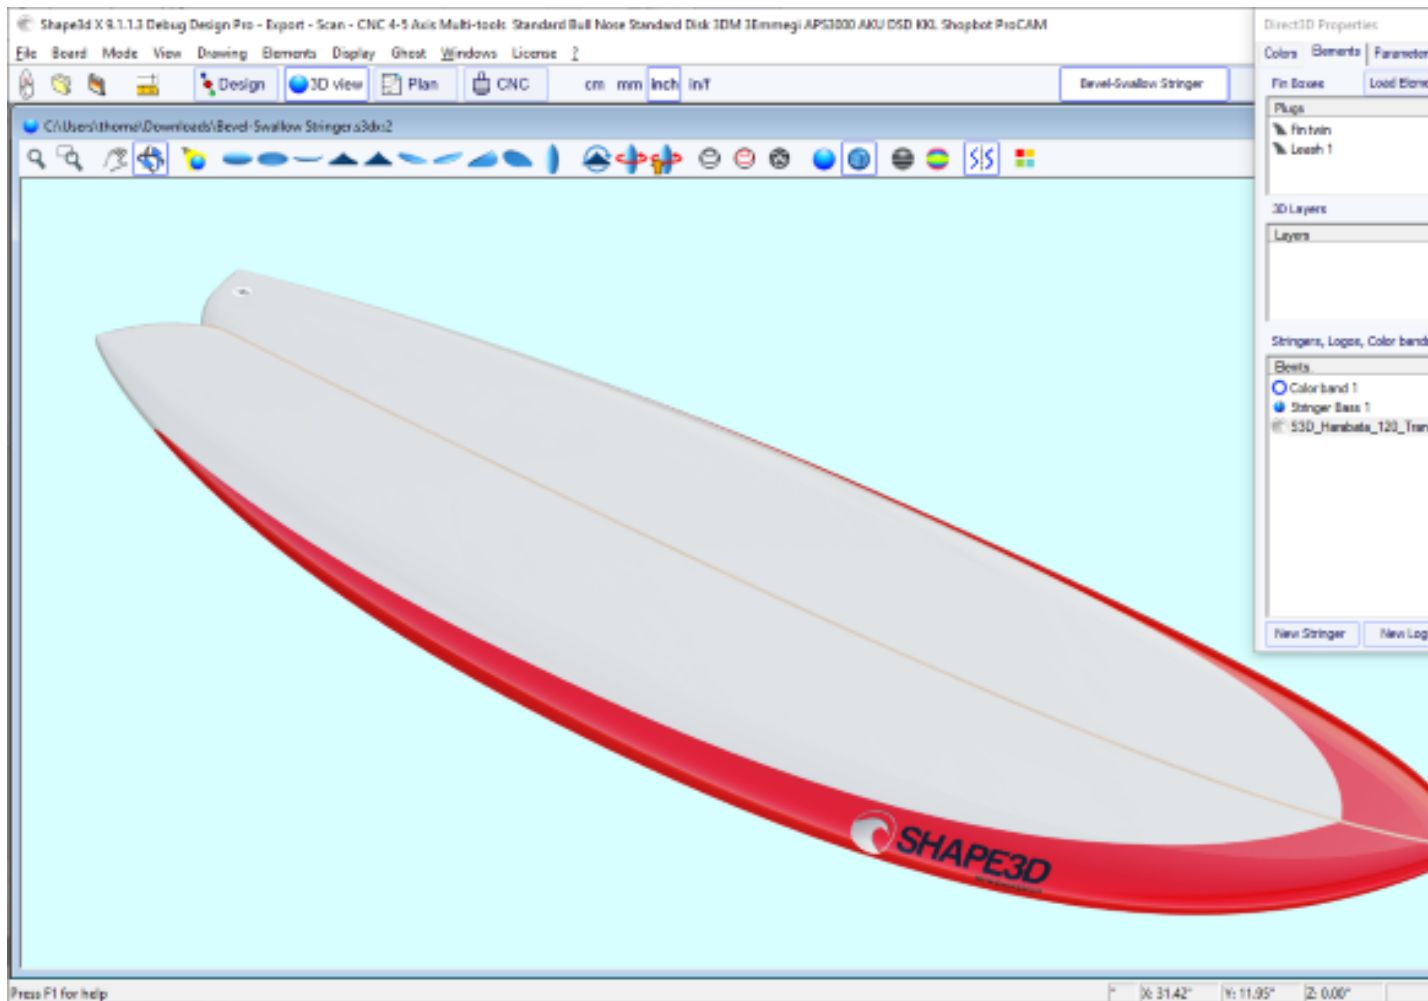 Shape3d X 9.1.1.3 Debug Design Pro - Export - Scan - CNC 4-5 Axis Multi-tools Standard Bull Nose Standard Disk 3DM 3Emmegi APS3000 AKU DSD KKL Shopbot ProCAM
File Board Mode View Drawing Elements Display Ghost Windows License ?
Design 3D view Plan CNC cm mm Inch in/1'
Bevel-Swallow Stringer
C:\Users\thoma\Downloads\Bevel-Swallow Stringer.s3dx:2
Direct3D Properties
Colors Elements Parameter
Fin Boxes Load Eleme
Plugs
fin twin
Leash 1
3D Layers
Layers
Stringers, Logos, Color bands
Color band 1
Stringer Bass 1
New Stringer New Log
SHAPE3D
Press F1 for help
X: 31.42° Y: 11.95° Z: 0.00°